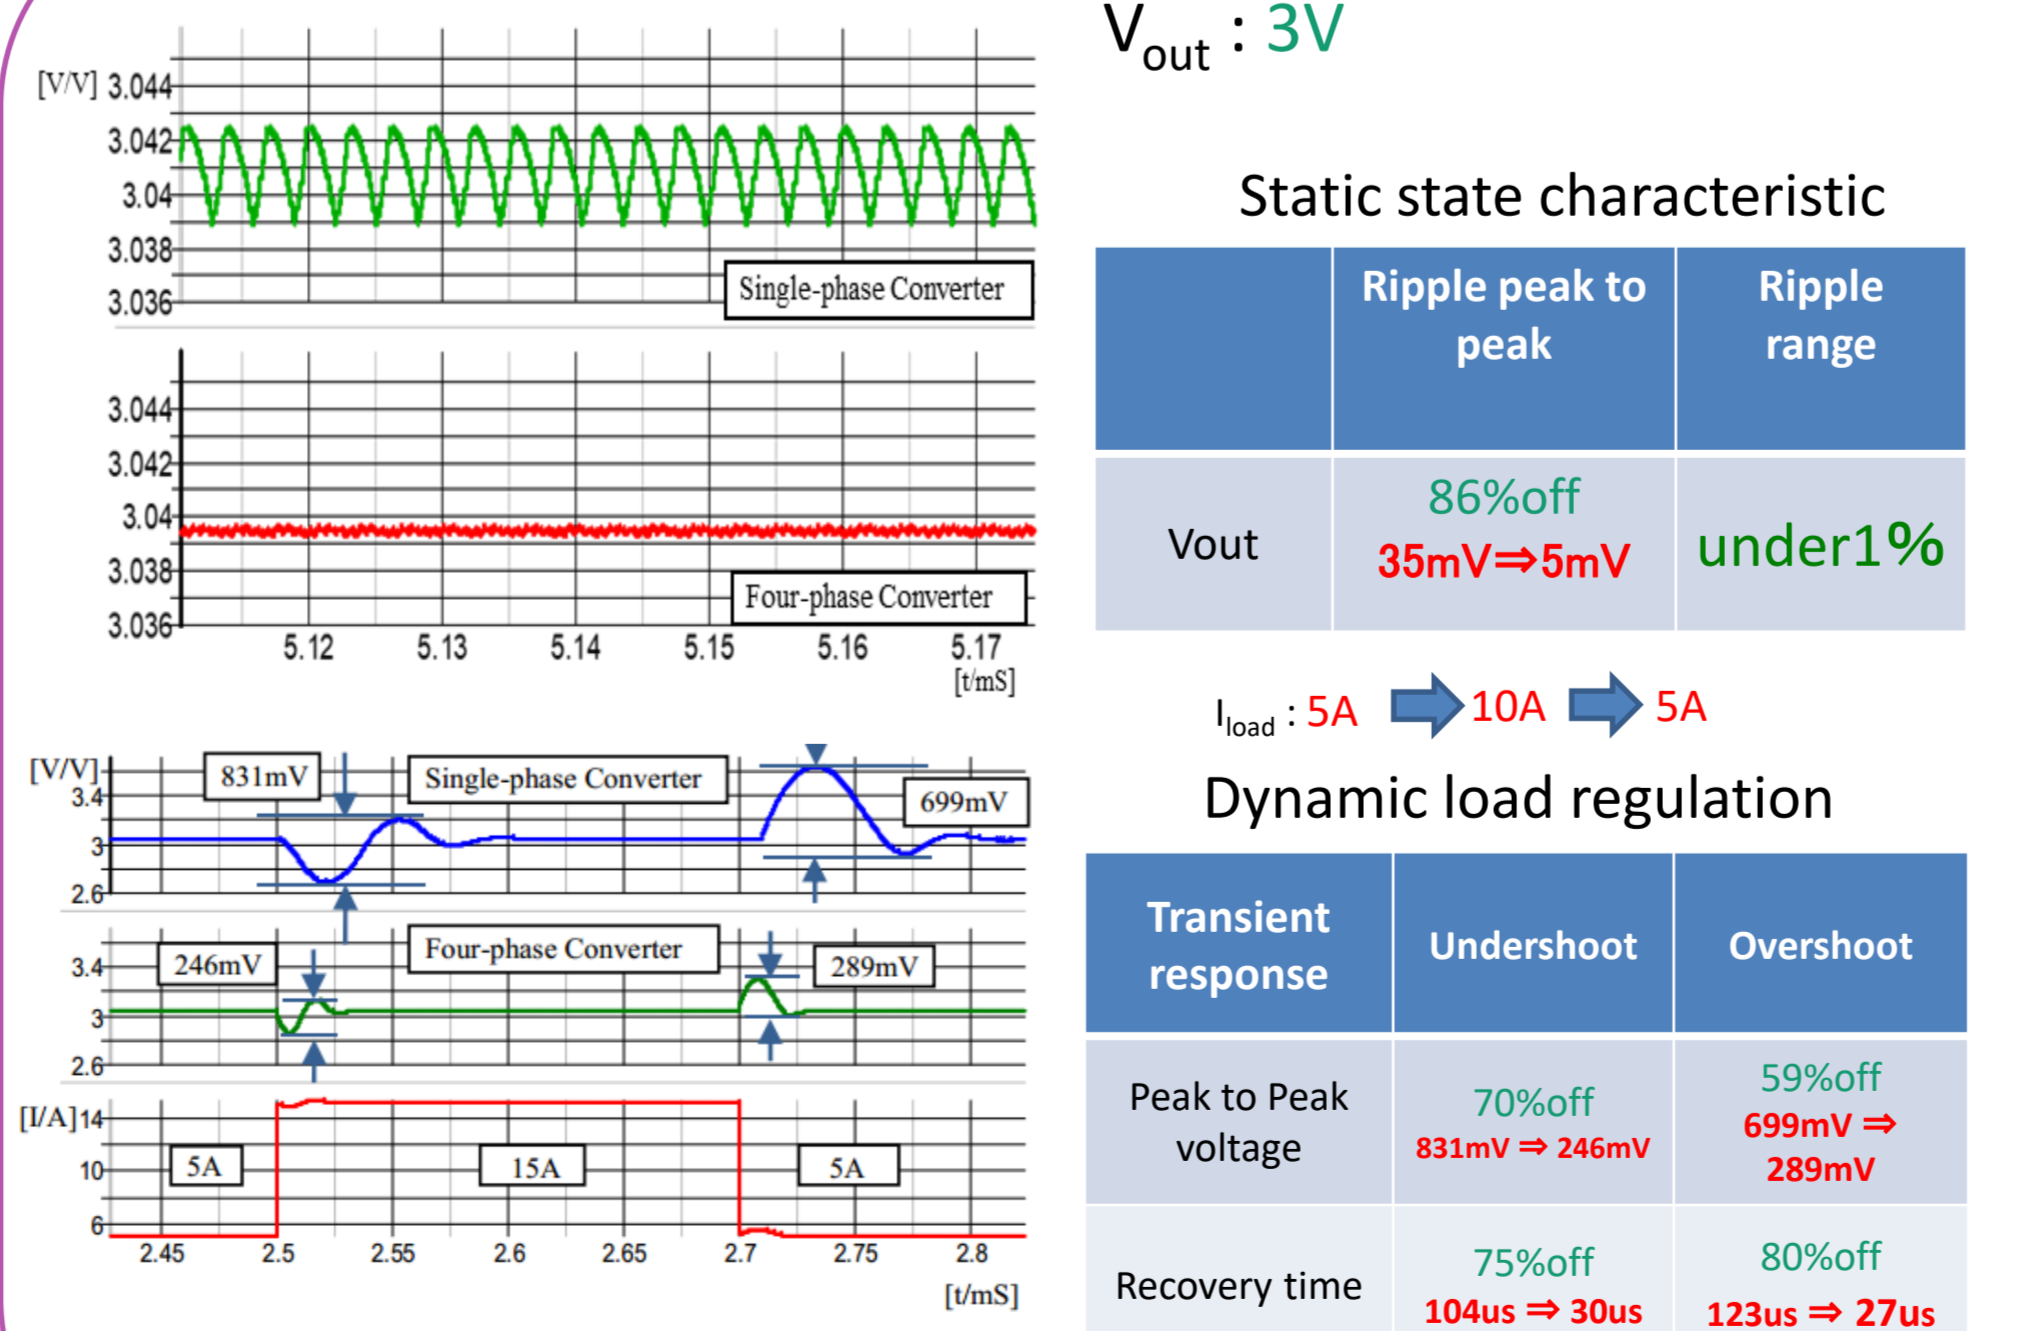 [V/V]
3.044
3.042
3.04
3.038
3.036
Single-phase Converter
3.044
3.042
3.04
3.038
3.036
Four-phase Converter
5.12 5.13 5.14 5.15 5.16 5.17
[t/mS]
[V/V]
3.4
3
2.6
831mV
Single-phase Converter
699mV
3.4
3
2.6
246mV
Four-phase Converter
289mV
[I/A]
14
10
6
5A
15A
5A
2.45 2.5 2.55 2.6 2.65 2.7 2.75 2.8
[t/mS]
Vout : 3V
Static state characteristic
Ripple peak to
peak
Ripple
range
Vout
86%off
35mV⇒5mV
under1%
Iload : 5A 10A 5A
Dynamic load regulation
Transient
response
Undershoot
Overshoot
Peak to Peak
voltage
70%off
831mV ⇒ 246mV
59%off
699mV ⇒
289mV
Recovery time
75%off
104us ⇒ 30us
80%off
123us ⇒ 27us